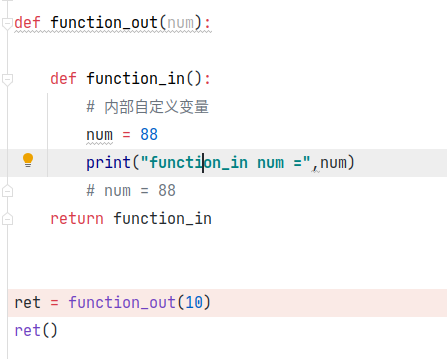 def function_out(num):
def function_in():
# 内部自定义变量
num = 88
print("function_in num =",num)
# num = 88
return function_in
ret = function_out(10)
ret()